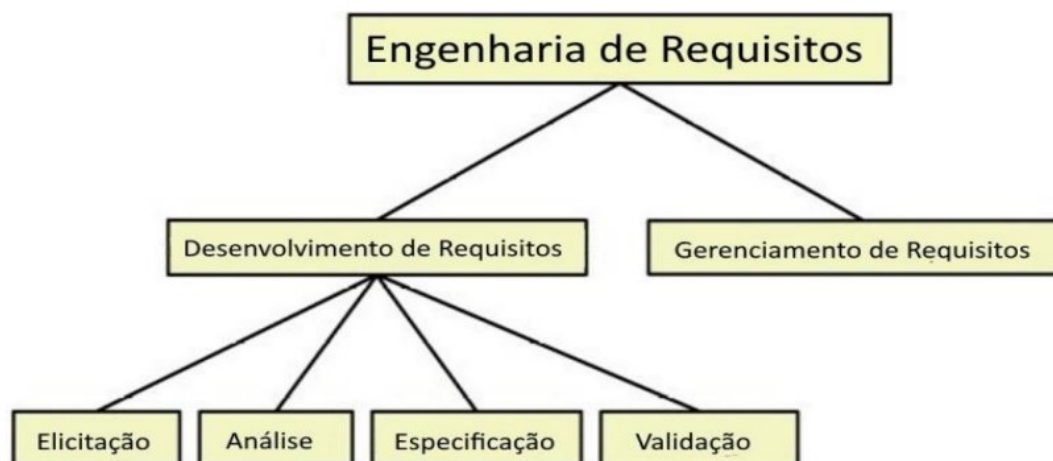 Engenharia de Requisitos
Desenvolvimento de Requisitos
Gerenciamento de Requisitos
Elicitação
Análise
Especificação
Validação